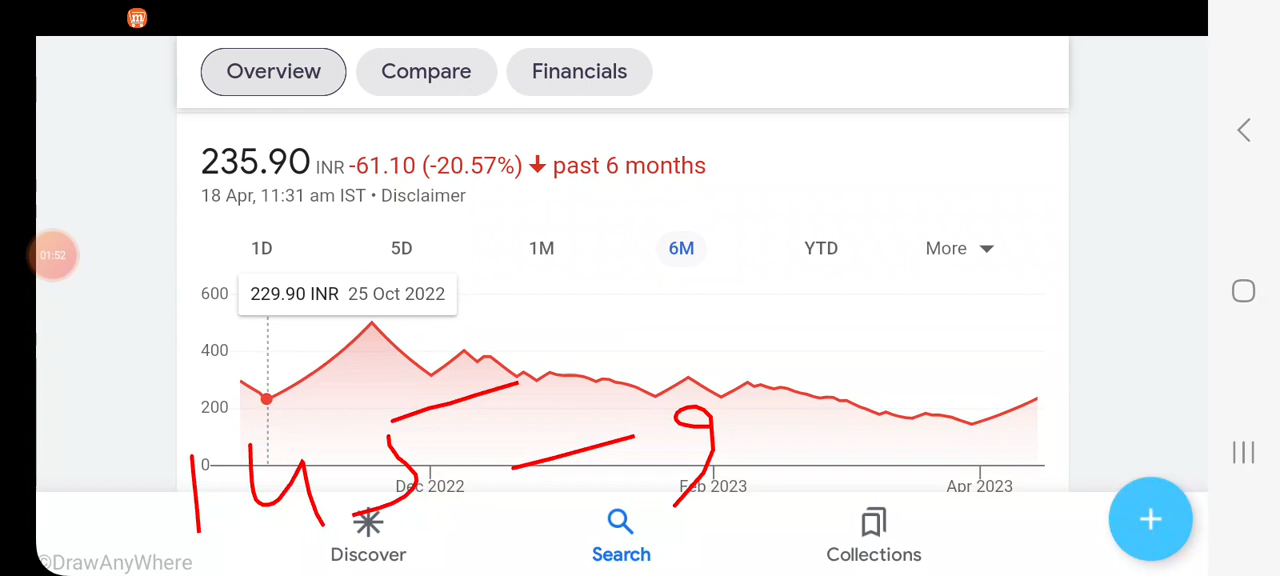 Overview Compare Financials
235.90 INR -61.10 (-20.57%) ↓ past 6 months
18 Apr, 11:31 am IST • Disclaimer
01:52
1D 5D 1M 6M YTD More
229.90 INR 25 Oct 2022
600
400
200
0
Dec 2022 Feb 2023 Apr 2023
145 - 9
Discover Search Collections
©DrawAnyWhere